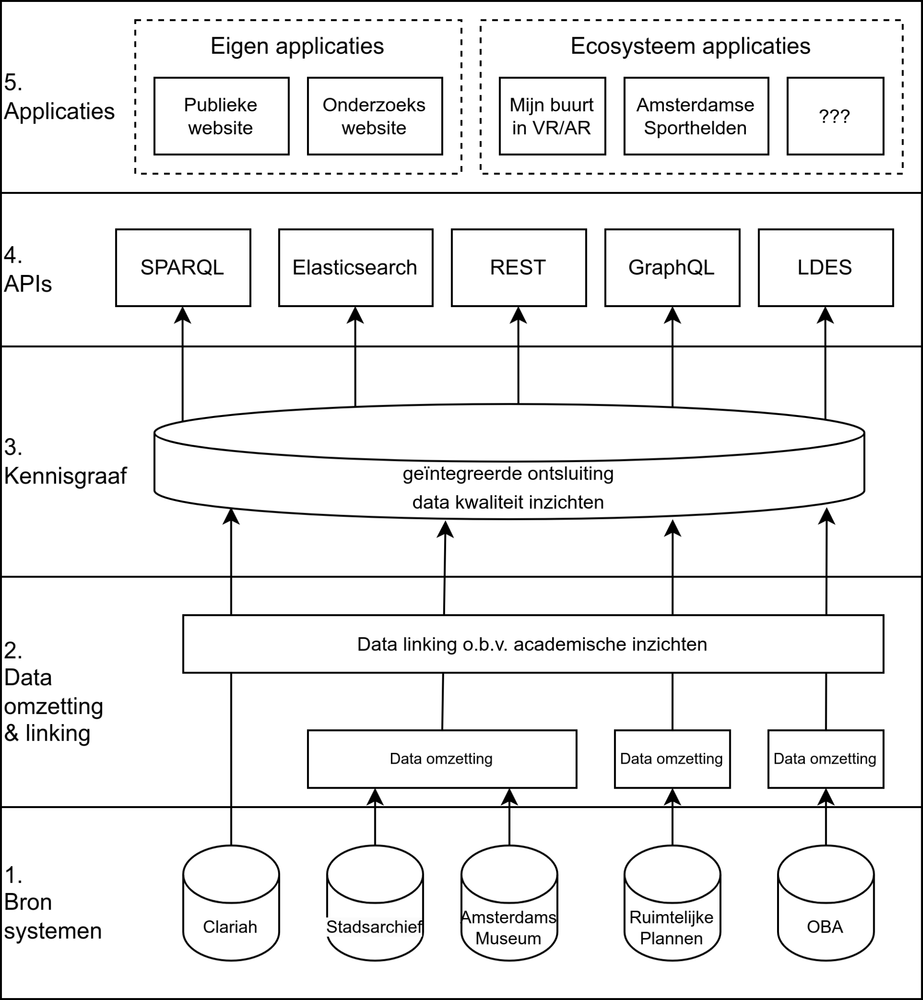 5.
Applicaties
Eigen applicaties
Publieke
website
Onderzoeks
website
Ecosysteem applicaties
Mijn buurt
in VR/AR
Amsterdamse
Sporthelden
???
4.
APIs
SPARQL
Elasticsearch
REST
GraphQL
LDES
3.
Kennisgraaf
geïntegreerde ontsluiting
data kwaliteit inzichten
2.
Data
omzetting
& linking
Data linking o.b.v. academische inzichten
Data omzetting
Data omzetting
Data omzetting
1.
Bron
systemen
Clariah
Stadsarchief
Amsterdams
Museum
Ruimtelijke
Plannen
OBA